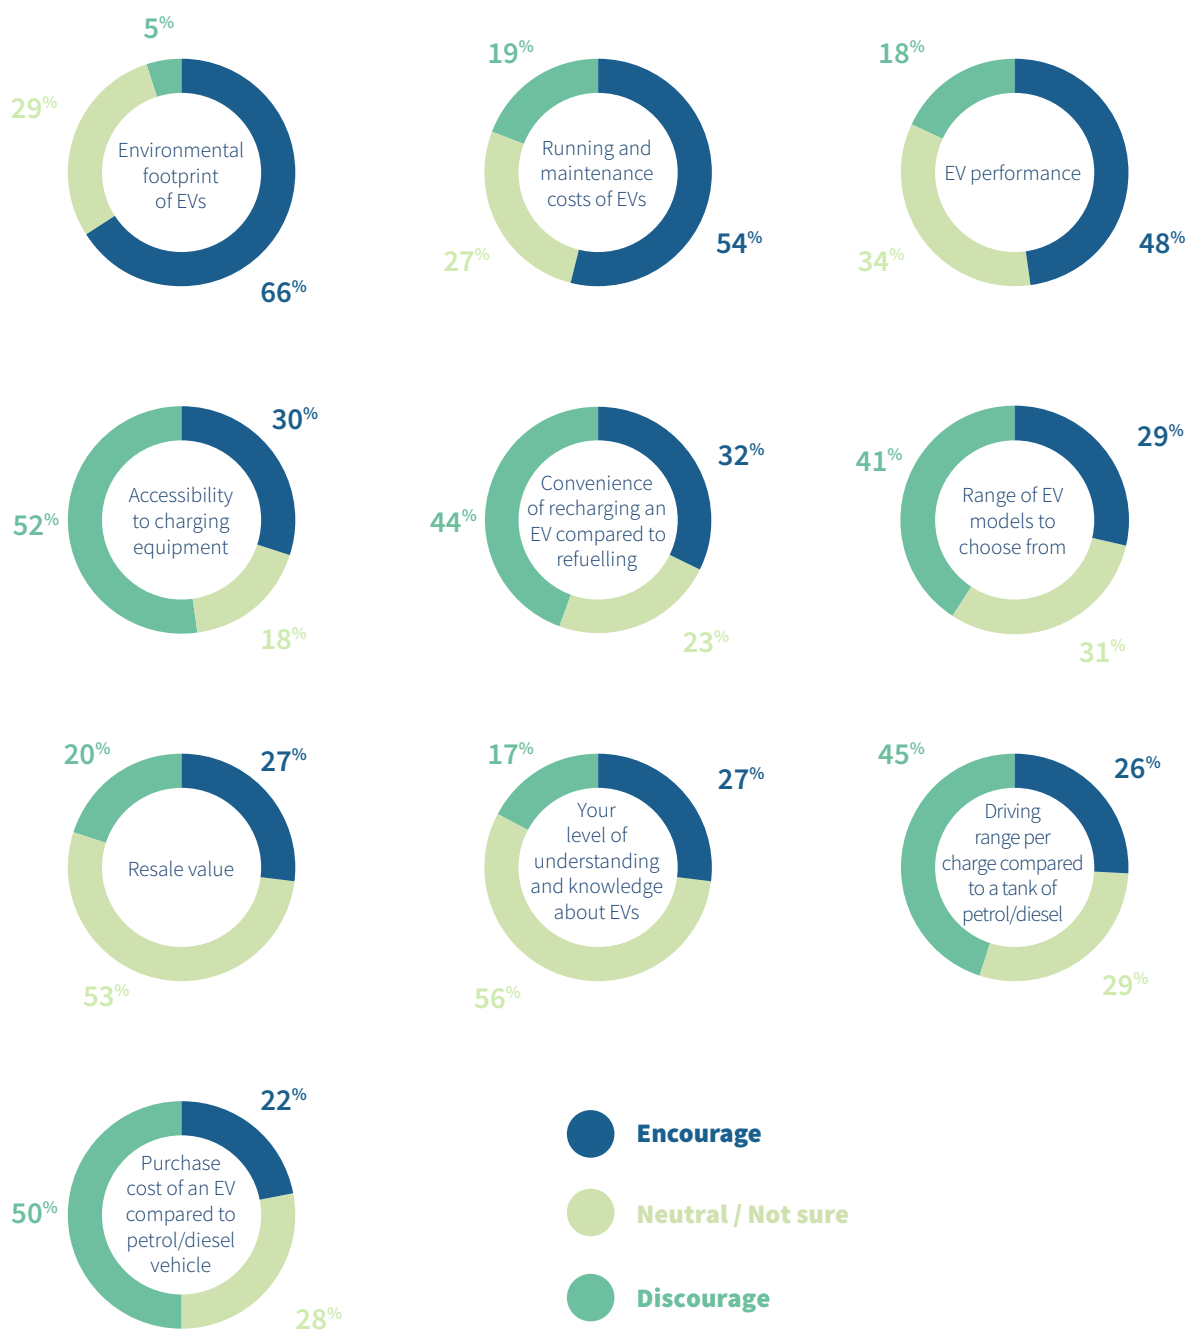 5%
29%
Environmental
footprint
of EVs
66%
19%
Running and
maintenance
costs of EVs
54%
27%
18%
EV performance
48%
34%
30%
Accessibility
to charging
equipment
52%
18%
32%
Convenience
of recharging an
EV compared to
refuelling
44%
23%
29%
41%
Range of EV
models to
choose from
31%
20%
27%
Resale value
53%
17%
27%
Your
level of
understanding
and knowledge
about EVs
56%
45%
26%
Driving
range per
charge compared
to a tank of
petrol/diesel
29%
22%
Purchase
cost of an EV
compared to
petrol/diesel
vehicle
50%
28%
Encourage
Neutral / Not sure
Discourage